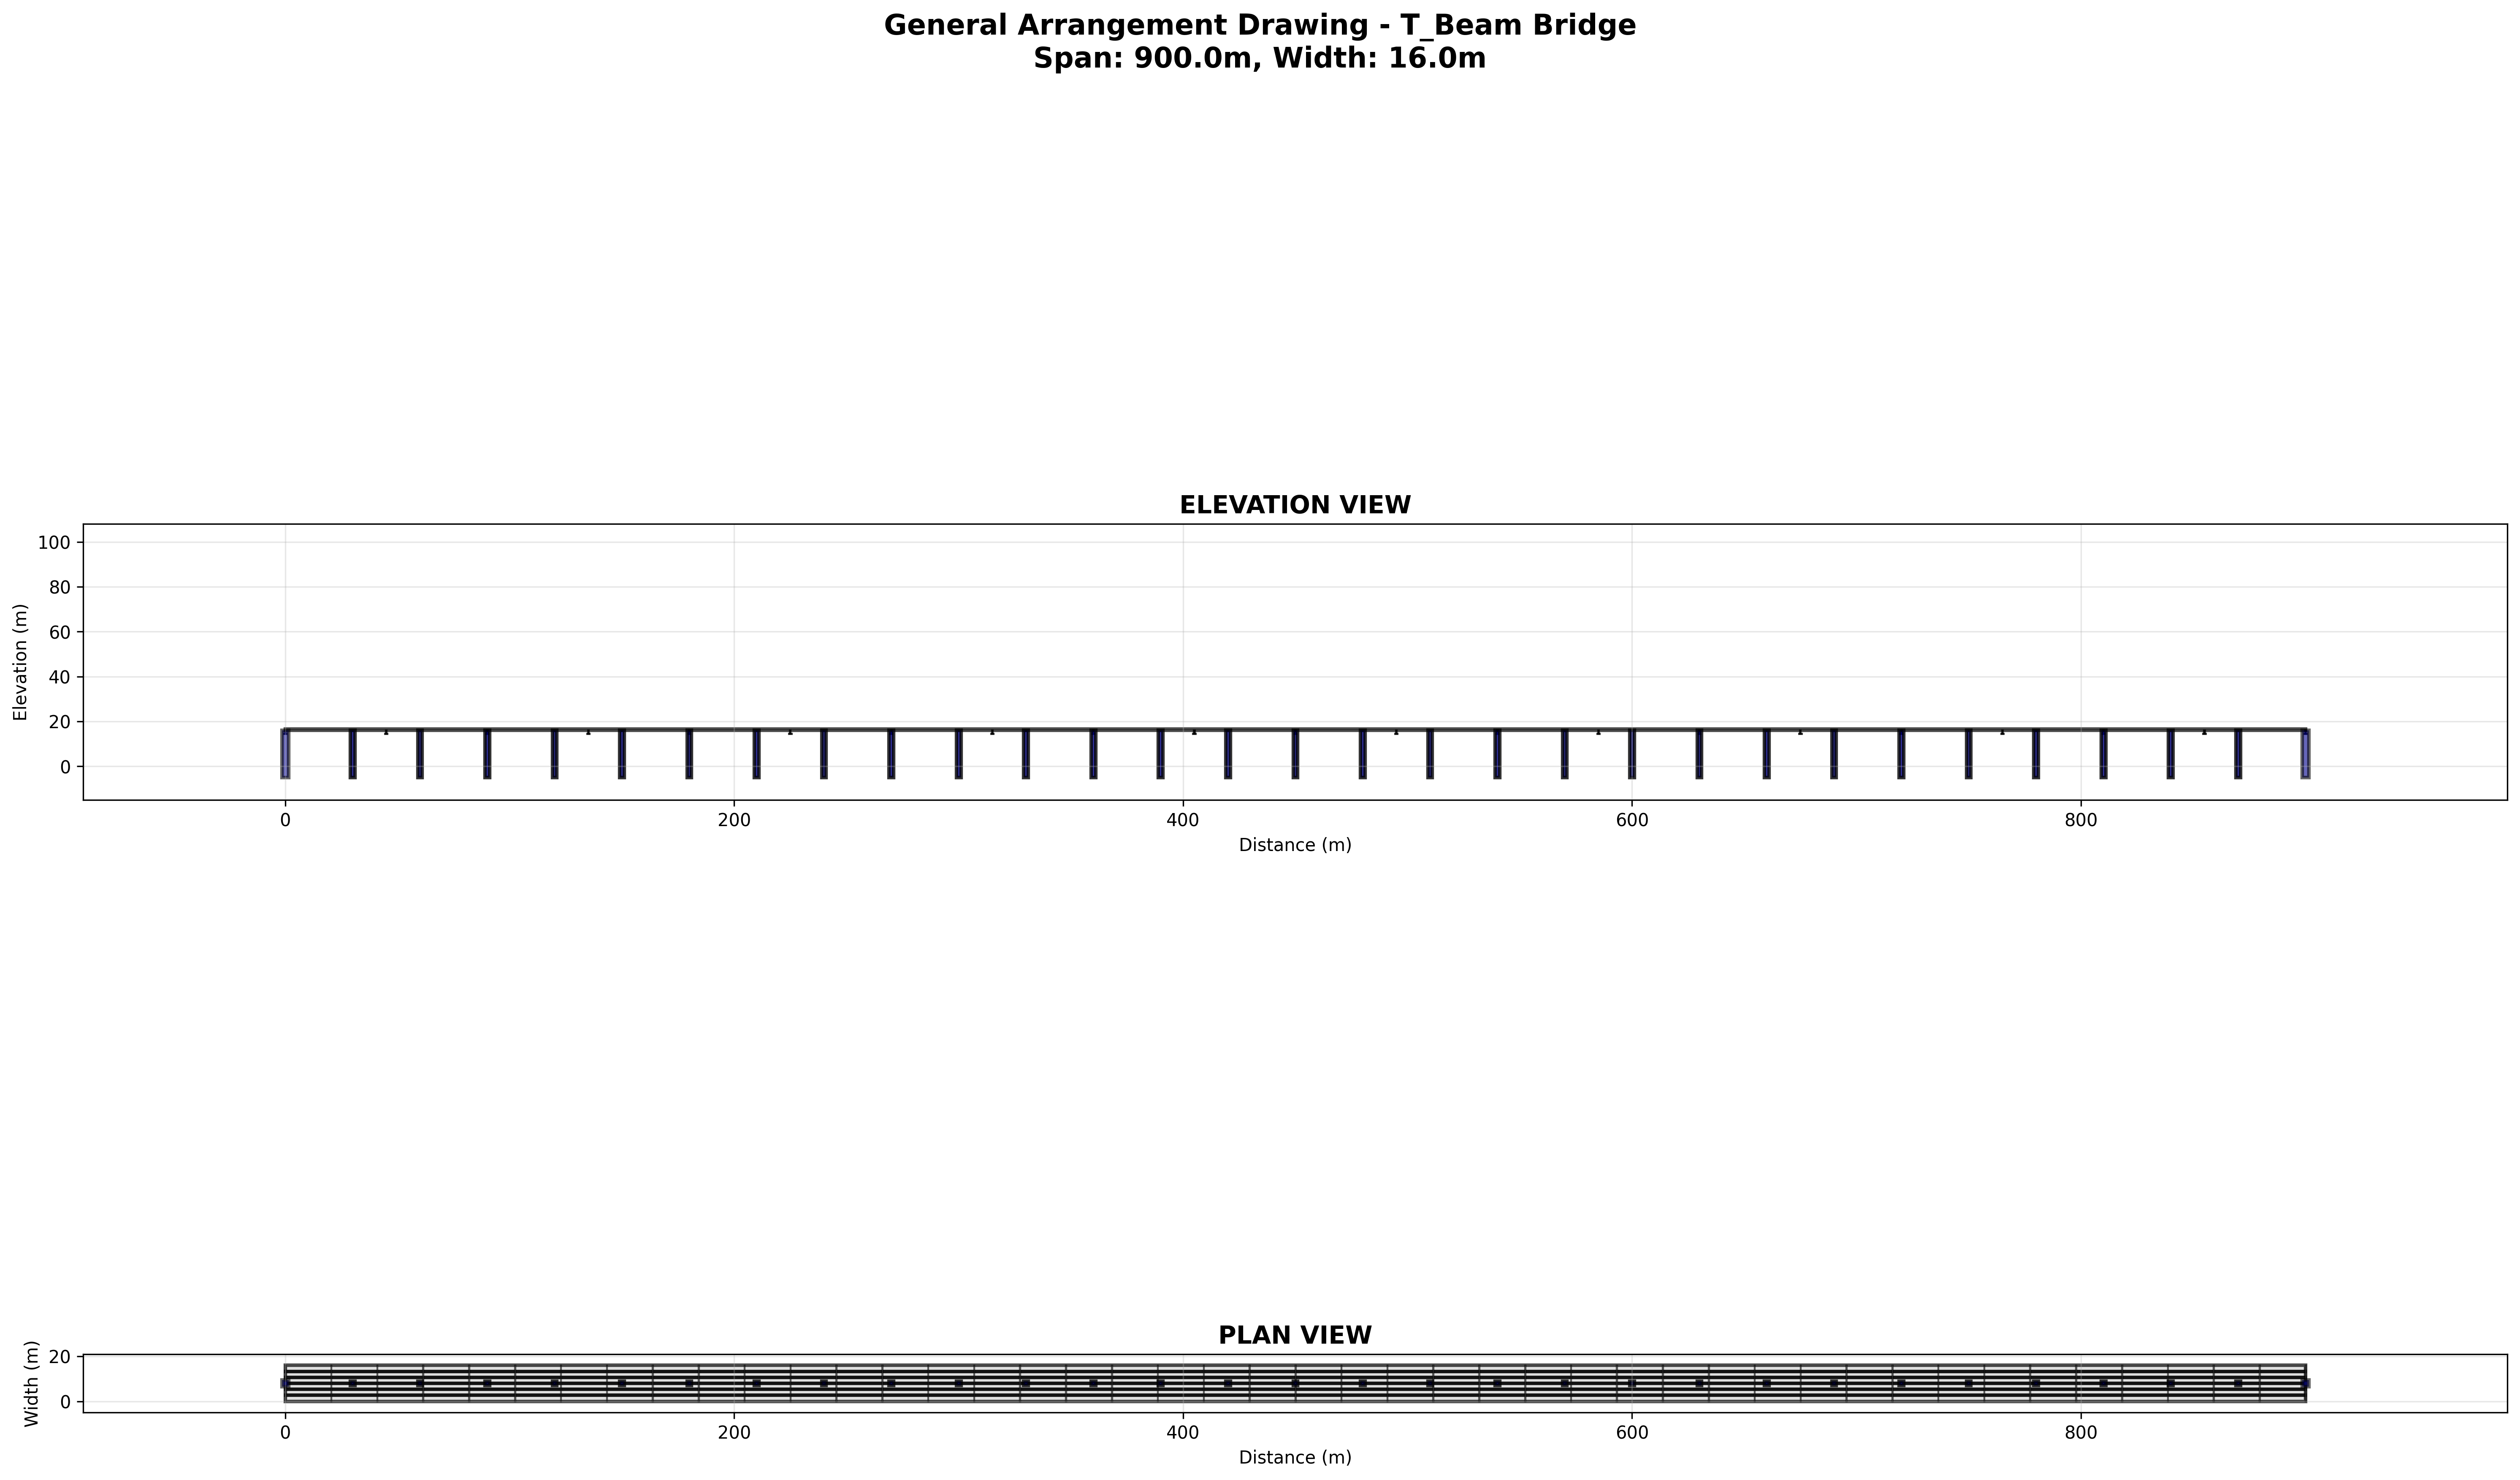 General Arrangement Drawing - T_Beam Bridge
Span: 900.0m, Width: 16.0m
ELEVATION VIEW
100
80
60
40
20
0
Elevation (m)
0 200 400 600 800
Distance (m)
PLAN VIEW
20
0
Width (m)
0 200 400 600 800
Distance (m)